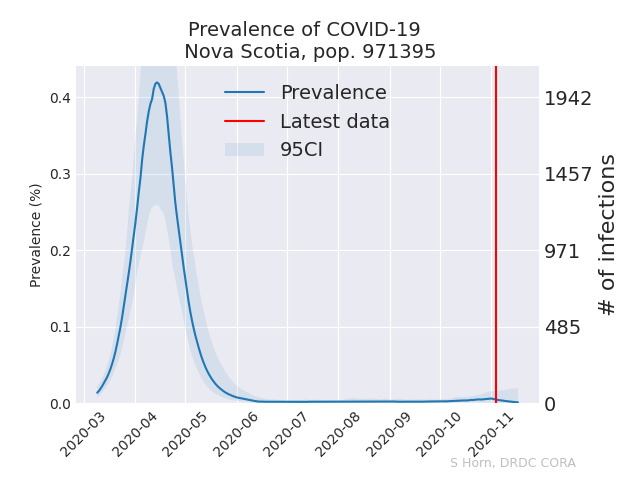 Prevalence of COVID-19
Nova Scotia, pop. 971395
Prevalence
Latest data
95CI
Prevalence (%)
0.4
0.3
0.2
0.1
0.0
1942
1457
971
485
0
# of infections
2020-03
2020-04
2020-05
2020-06
2020-07
2020-08
2020-09
2020-10
2020-11
S Horn, DRDC CORA